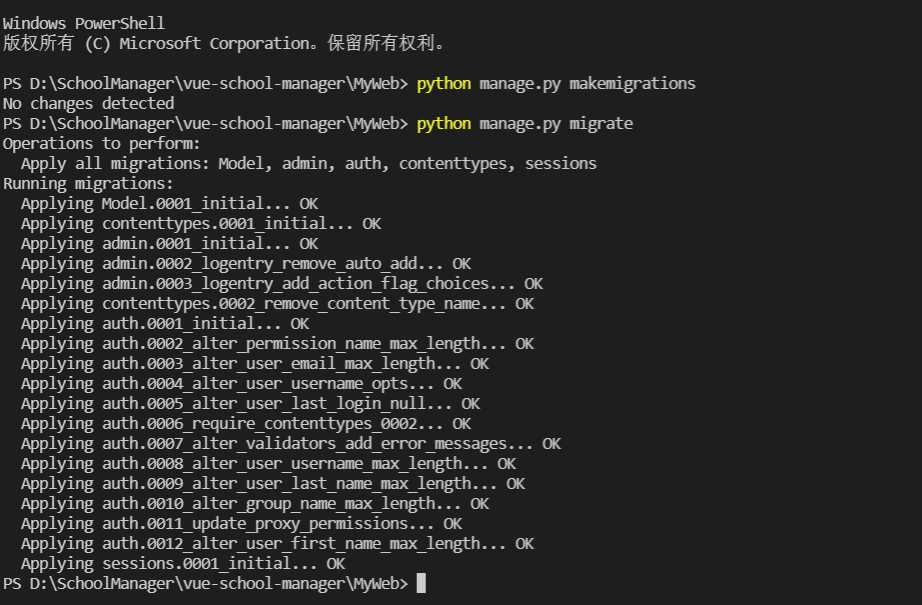 Windows PowerShell
版权所有 (C) Microsoft Corporation。保留所有权利。
PS D:\SchoolManager\vue-school-manager\MyWeb> python manage.py makemigrations
No changes detected
PS D:\SchoolManager\vue-school-manager\MyWeb> python manage.py migrate
Operations to perform:
  Apply all migrations: Model, admin, auth, contenttypes, sessions
Running migrations:
  Applying Model.0001_initial... OK
  Applying contenttypes.0001_initial... OK
  Applying admin.0001_initial... OK
  Applying admin.0002_logentry_remove_auto_add... OK
  Applying admin.0003_logentry_add_action_flag_choices... OK
  Applying contenttypes.0002_remove_content_type_name... OK
  Applying auth.0001_initial... OK
  Applying auth.0002_alter_permission_name_max_length... OK
  Applying auth.0003_alter_user_email_max_length... OK
  Applying auth.0004_alter_user_username_opts... OK
  Applying auth.0005_alter_user_last_login_null... OK
  Applying auth.0006_require_contenttypes_0002... OK
  Applying auth.0007_alter_validators_add_error_messages... OK
  Applying auth.0008_alter_user_username_max_length... OK
  Applying auth.0009_alter_user_last_name_max_length... OK
  Applying auth.0010_alter_group_name_max_length... OK
  Applying auth.0011_update_proxy_permissions... OK
  Applying auth.0012_alter_user_first_name_max_length... OK
  Applying sessions.0001_initial... OK
PS D:\SchoolManager\vue-school-manager\MyWeb>